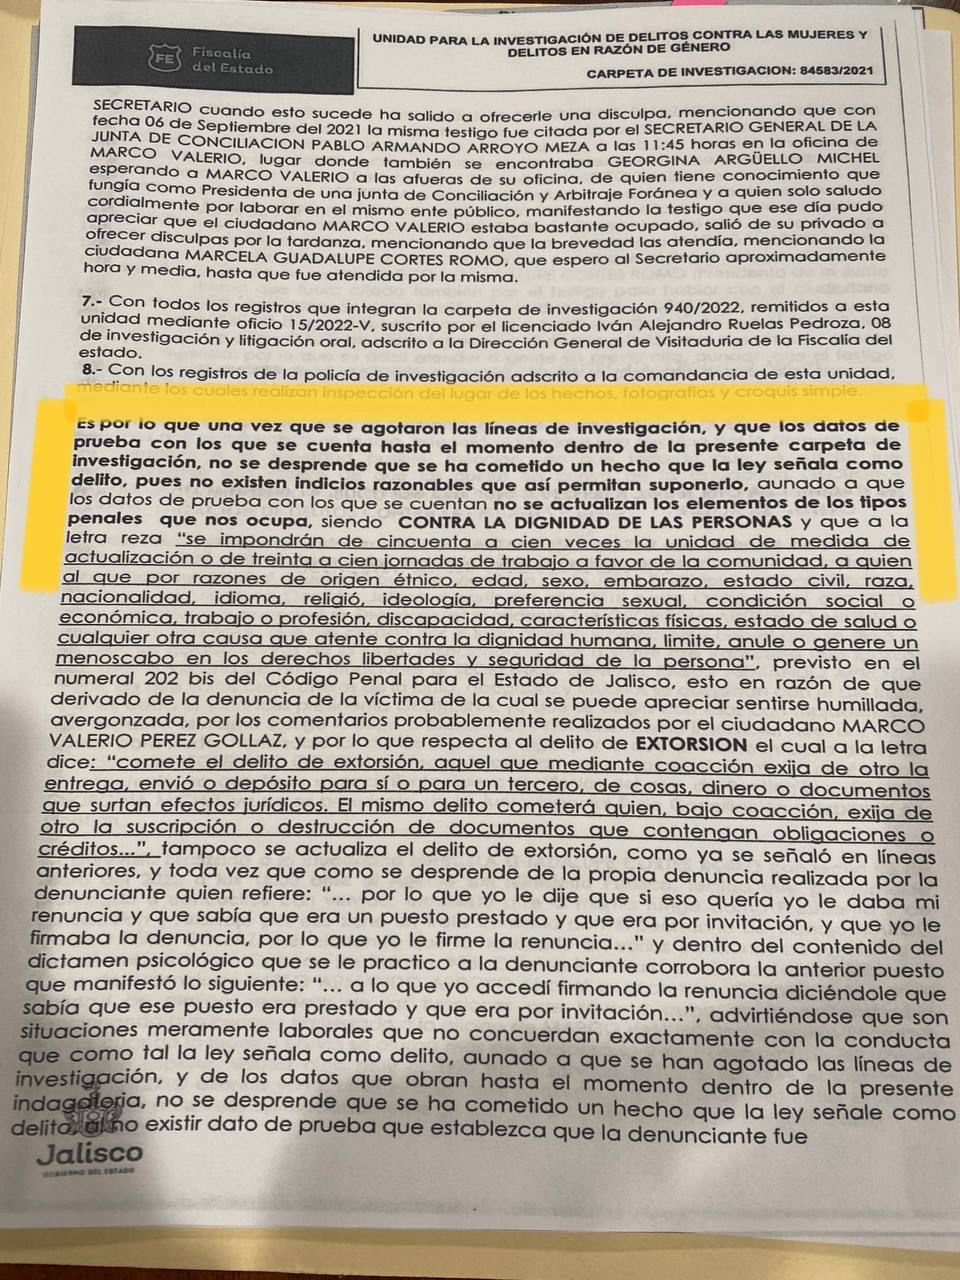 FE
Fiscalía
del Estado
UNIDAD PARA LA INVESTIGACIÓN DE DELITOS CONTRA LAS MUJERES Y
DELITOS EN RAZÓN DE GÉNERO
CARPETA DE INVESTIGACION: 84583/2021
SECRETARIO cuando esto sucede ha salido a ofrecerle una disculpa, mencionando que con
fecha 06 de Septiembre del 2021 la misma testigo fue citada por el SECRETARIO GENERAL DE LA
JUNTA DE CONCILIACION PABLO ARMANDO ARROYO MEZA a las 11:45 horas en la oficina de
MARCO VALERIO, lugar donde también se encontraba GEORGINA ARGÜELLO MICHEL
esperando a MARCO VALERIO a las afueras de su oficina, de quien tiene conocimiento que
fungía como Presidenta de una junta de Conciliación y Arbitraje Foránea y a quien solo saludo
cordialmente por laborar en el mismo ente público, manifestando la testigo que ese día pudo
apreciar que el ciudadano MARCO VALERIO estaba bastante ocupado, salió de su privado a
ofrecer disculpas por la tardanza, mencionando que la brevedad las atendía, mencionando la
ciudadana MARCELA GUADALUPE CORTES ROMO, que espero al Secretario aproximadamente
hora y media, hasta que fue atendida por la misma.
7.- Con todos los registros que integran la carpeta de investigación 940/2022, remitidos a esta
unidad mediante oficio 15/2022-V, suscrito por el licenciado Iván Alejandro Ruelas Pedroza, 08
de investigación y litigación oral, adscrito a la Dirección General de Visitaduria de la Fiscalía del
estado.
8.- Con los registros de la policía de investigación adscrito a la comandancia de esta unidad,
mediante los cuales realizan inspección del lugar de los hechos, fotografías y croquis simple.
Es por lo que una vez que se agotaron las líneas de investigación, y que los datos de
prueba con los que se cuenta hasta el momento dentro de la presente carpeta de
investigación, no se desprende que se ha cometido un hecho que la ley señala como
delito, pues no existen indicios razonables que así permitan suponerlo, aunado a que
los datos de prueba con los que se cuentan no se actualizan los elementos de los tipos
penales que nos ocupa, siendo CONTRA LA DIGNIDAD DE LAS PERSONAS y que a la
letra reza "se impondrán de cincuenta a cien veces la unidad de medida de
actualización o de treinta a cien jornadas de trabajo a favor de la comunidad, a quien
al que por razones de origen étnico, edad, sexo, embarazo, estado civil, raza,
nacionalidad, idioma, religió, ideología, preferencia sexual, condición social o
económica, trabajo o profesión, discapacidad, características físicas, estado de salud o
cualquier otra causa que atente contra la dignidad humana, limite, anule o genere un
menoscabo en los derechos libertades y seguridad de la persona", previsto en el
numeral 202 bis del Código Penal para el Estado de Jalisco, esto en razón de que
derivado de la denuncia de la víctima de la cual se puede apreciar sentirse humillada,
avergonzada, por los comentarios probablemente realizados por el ciudadano MARCO
VALERIO PEREZ GOLLAZ, y por lo que respecta al delito de EXTORSION el cual a la letra
dice: "comete el delito de extorsión, aquel que mediante coacción exija de otro la
entrega, envió o depósito para sí o para un tercero, de cosas, dinero o documentos
que surtan efectos jurídicos. El mismo delito cometerá quien, bajo coacción, exija de
otro la suscripción o destrucción de documentos que contengan obligaciones o
créditos...", tampoco se actualiza el delito de extorsión, como ya se señaló en líneas
anteriores, y toda vez que como se desprende de la propia denuncia realizada por la
denunciante quien refiere: "... por lo que yo le dije que si eso quería yo le daba mi
renuncia y que sabía que era un puesto prestado y que era por invitación, y que yo le
firmaba la denuncia, por lo que yo le firme la renuncia..." y dentro del contenido del
dictamen psicológico que se le practico a la denunciante corrobora la anterior puesto
que manifestó lo siguiente: "... a lo que yo accedí firmando la renuncia diciéndole que
sabía que ese puesto era prestado y que era por invitación...", advirtiéndose que son
situaciones meramente laborales que no concuerdan exactamente con la conducta
que como tal la ley señala como delito, aunado a que se han agotado las líneas de
investigación, y de los datos que obran hasta el momento dentro de la presente
indagatoria, no se desprende que se ha cometido un hecho que la ley señale como
delito, al no existir dato de prueba que establezca que la denunciante fue
Jalisco
GOBIERNO DEL ESTADO